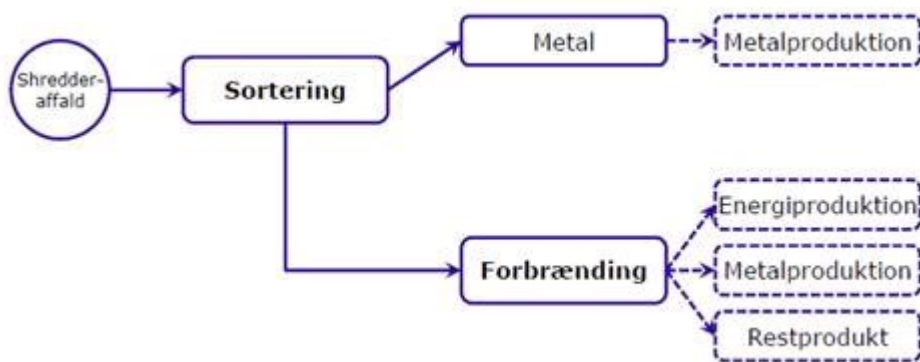 Shredder-
affald
Sortering
Metal
Metalproduktion
Forbrænding
Energiproduktion
Metalproduktion
Restprodukt